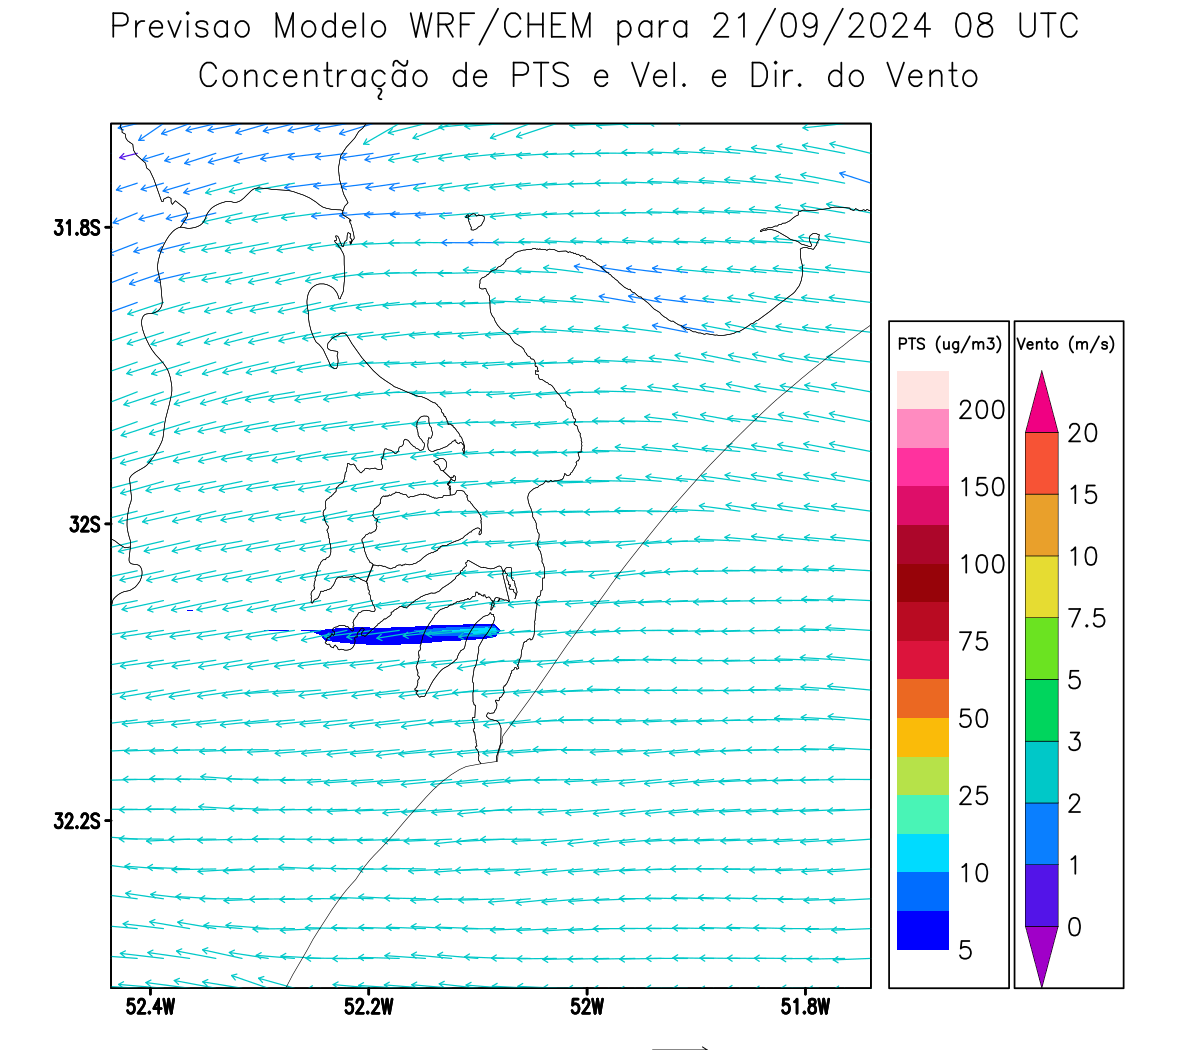 Previsao Modelo WRF/CHEM para 21/09/2024 08 UTC
Concentração de PTS e Vel. e Dir. do Vento
31.8S
32S
32.2S
52.4W 52.2W 52W 51.8W
PTS (ug/m3)
200
150
100
75
50
25
10
5
Vento (m/s)
20
15
10
7.5
5
3
2
1
0